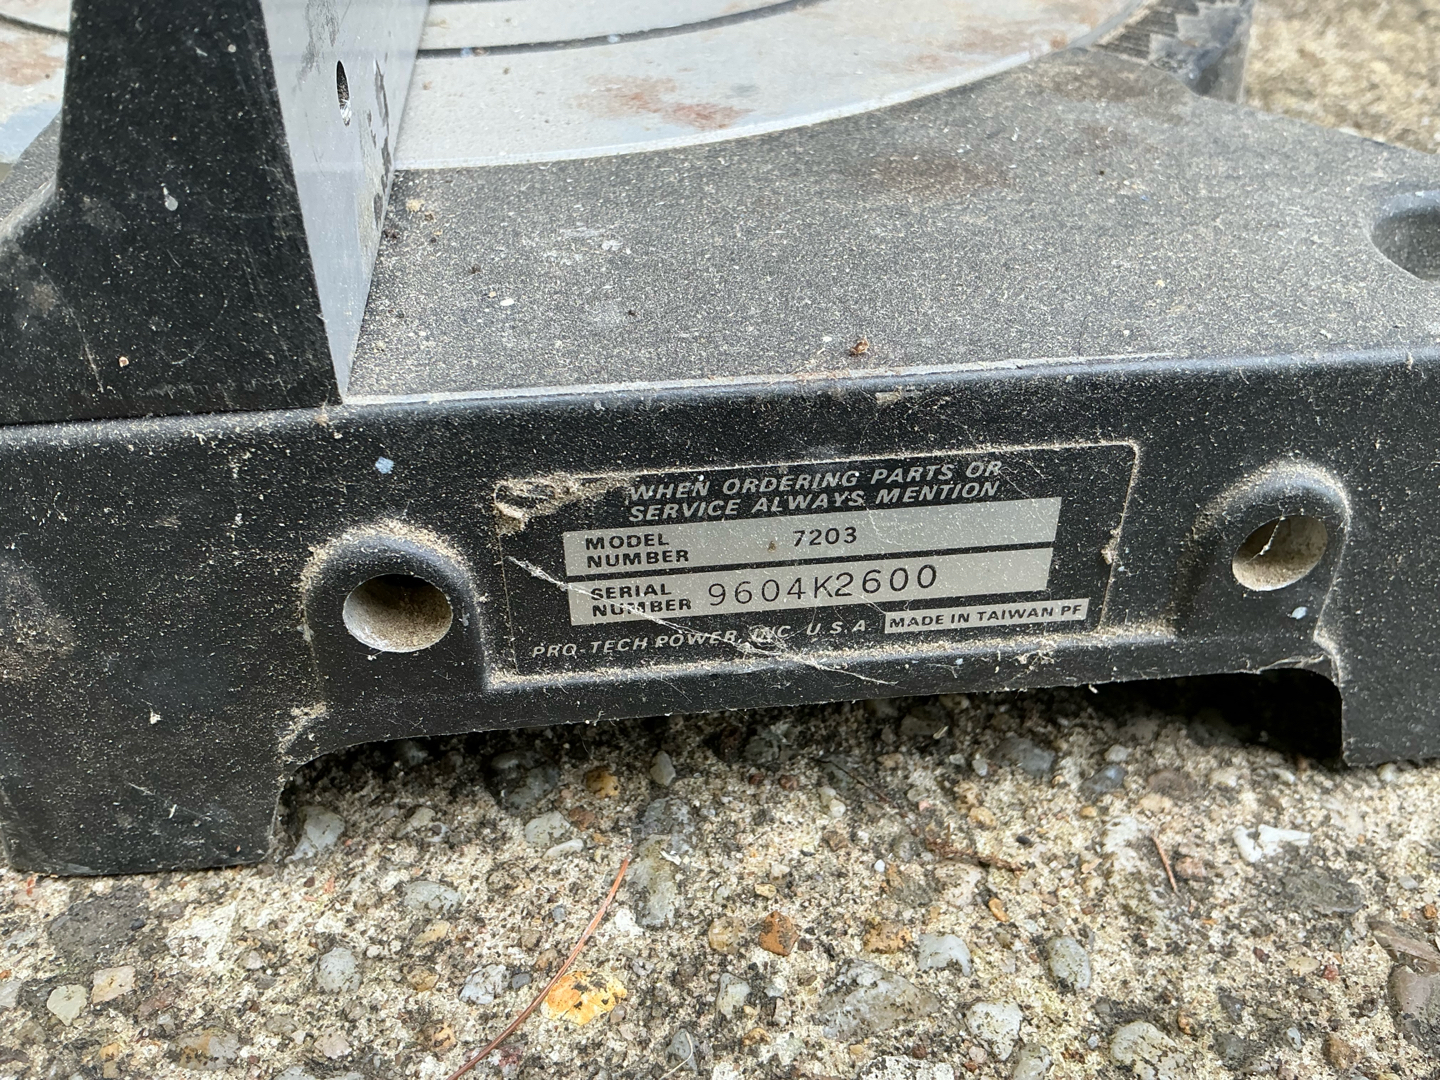 WHEN ORDERING PARTS OR
SERVICE ALWAYS MENTION
MODEL
NUMBER 7203
SERIAL
NUMBER 9604K2600
PRO-TECH POWER, INC U.S.A. MADE IN TAIWAN PF